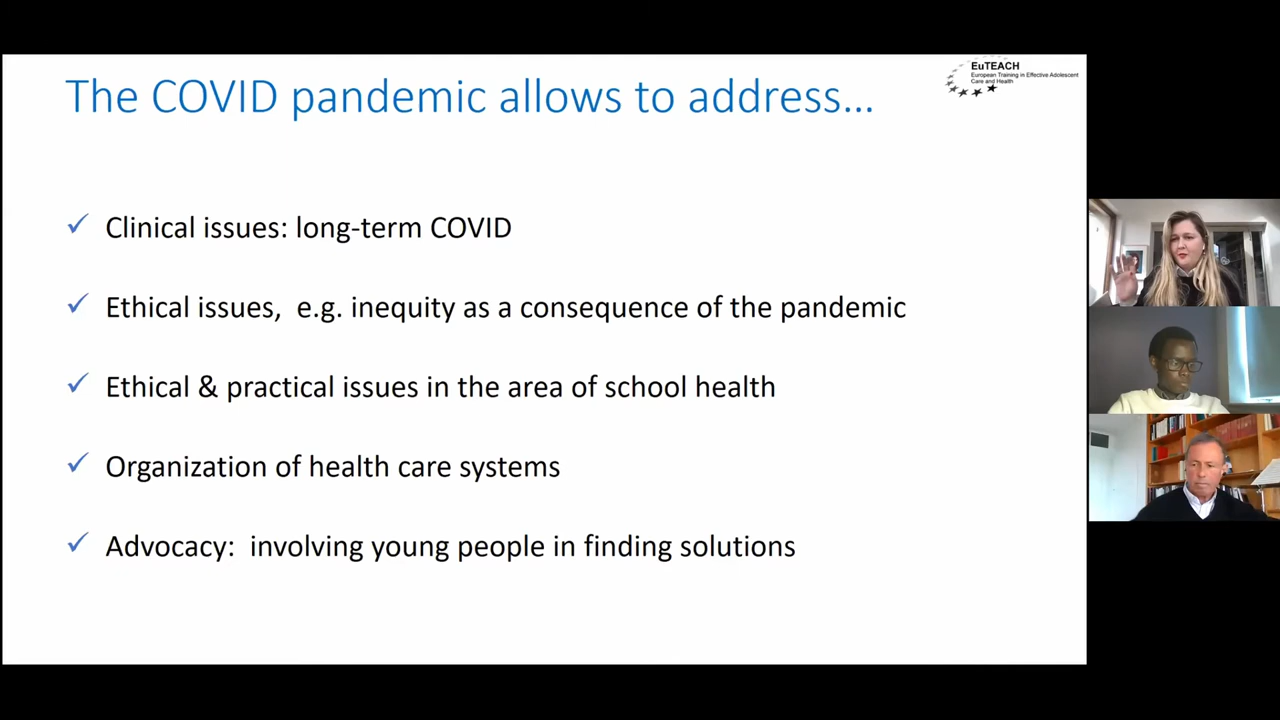 The COVID pandemic allows to address...
EuTEACH
European Training in Effective Adolescent
Care and Health
✓ Clinical issues: long-term COVID
✓ Ethical issues, e.g. inequity as a consequence of the pandemic
✓ Ethical & practical issues in the area of school health
✓ Organization of health care systems
✓ Advocacy: involving young people in finding solutions